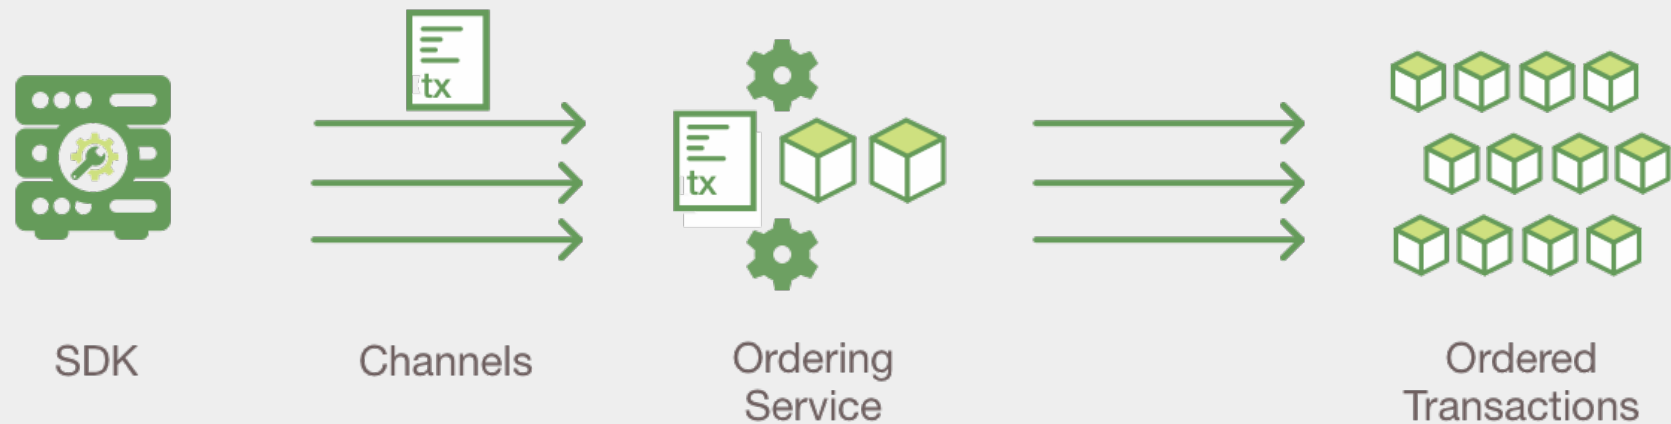 tx
tx
SDK
Channels
Ordering
Service
Ordered
Transactions